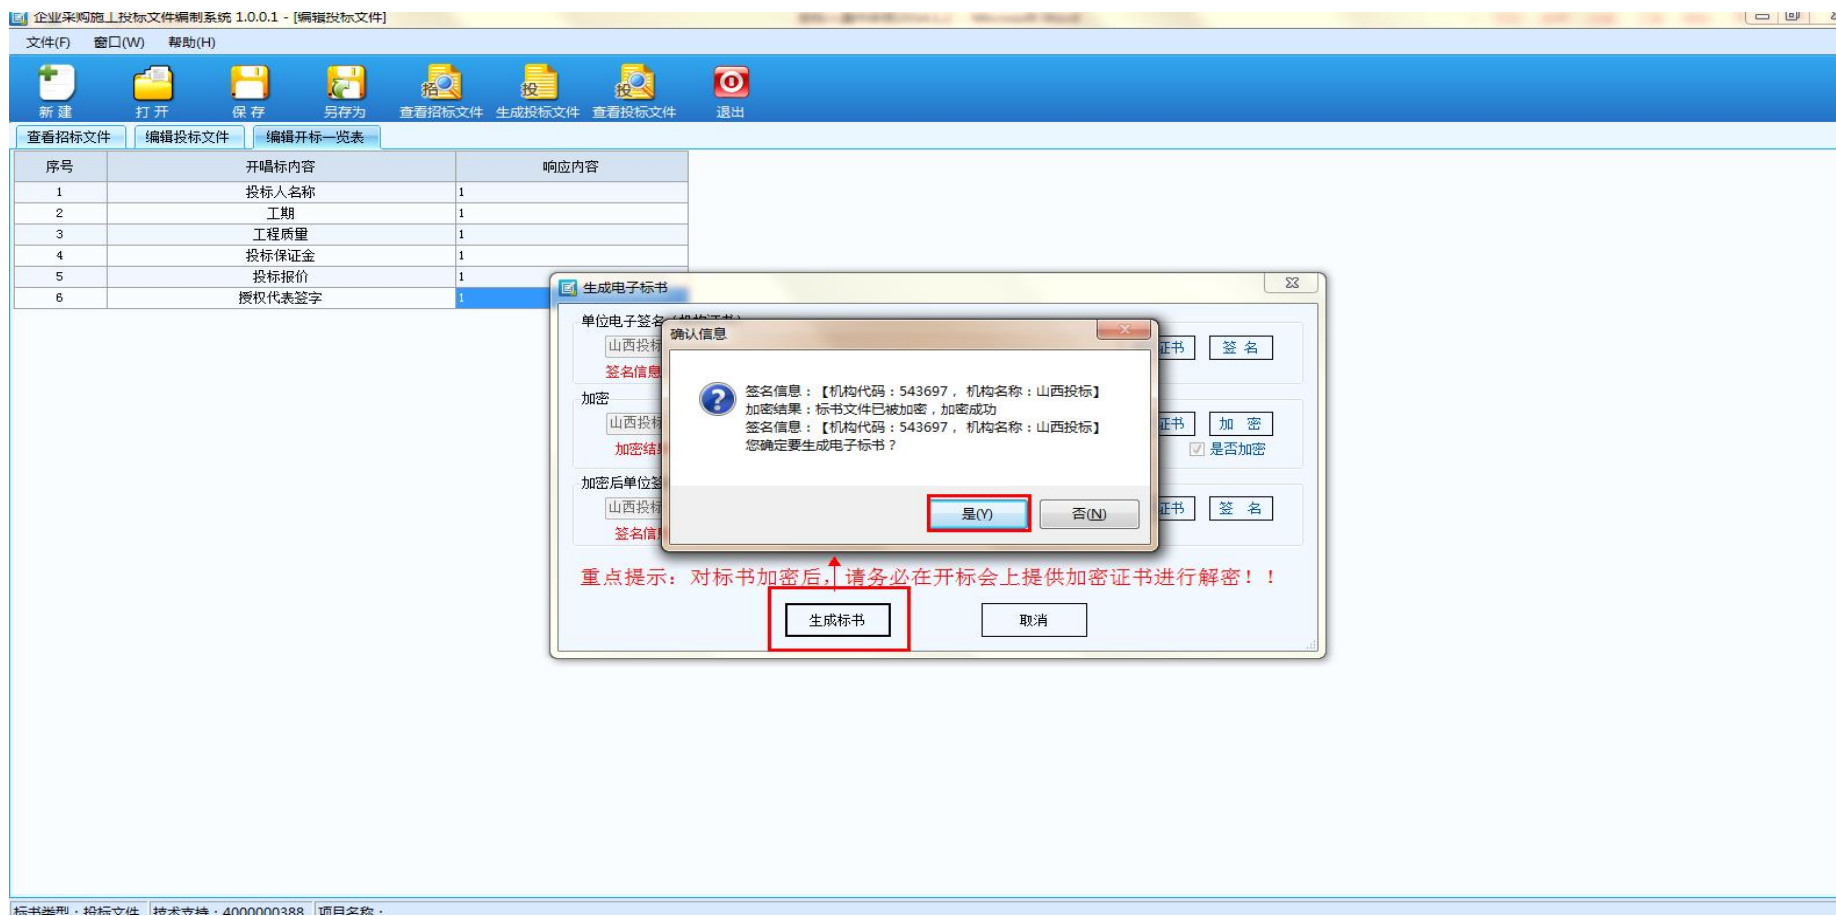 企业采购施工投标文件编制系统 1.0.0.1 - [编辑投标文件]
文件(F) 窗口(W) 帮助(H)
新 建 打 开 保 存 另存为 查看招标文件 生成投标文件 查看投标文件 退出
查看招标文件 编辑投标文件 编辑开标一览表
序号 开唱标内容 响应内容
1 投标人名称 1
2 工期 1
3 工程质量 1
4 投标保证金 1
5 投标报价 1
6 授权代表签字 1
生成电子标书
单位电子签名(机构证书)
山西投标 证书 签 名
签名信息
加密
山西投标 证书 加 密
加密结果 是否加密
加密后单位签
山西投标 证书 签 名
签名信息
确认信息
签名信息：【机构代码：543697，机构名称：山西投标】
加密结果：标书文件已被加密，加密成功
签名信息：【机构代码：543697，机构名称：山西投标】
您确定要生成电子标书？
是(Y) 否(N)
重点提示：对标书加密后，请务必在开标会上提供加密证书进行解密！！
生成标书 取消
标书类型：投标文件 技术支持：4000000388 项目名称：